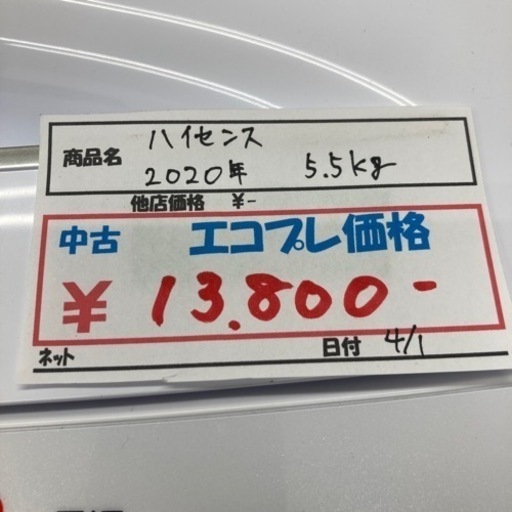 商品名 ハイセンス
2020年 5.5kg
他店価格 ¥-
中古 エコプレ価格
¥13.800-
ネット 日付 4/1